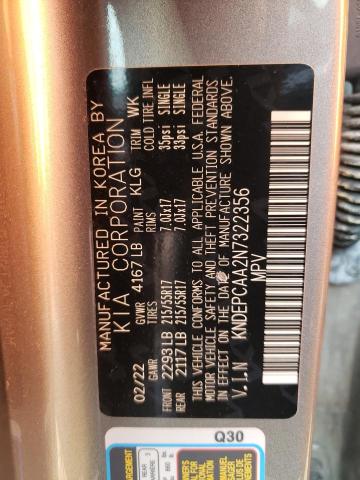 MANUFACTURED IN KOREA BY
KIA CORPORATION
02/22 GVWR 4167 LB PAINT KLG TRIM WK
GAWR RIMS COLD TIRE INFL
FRONT 2293 LB 215/55R17 7.00x17 35psi SINGLE
REAR 2117 LB 215/55R17 7.00x17 33psi SINGLE
THIS VEHICLE CONFORMS TO ALL APPLICABLE U.S.A. FEDERAL
MOTOR VEHICLE SAFETY, BUMPER, AND THEFT PREVENTION STANDARDS
IN EFFECT ON THE DATE OF MANUFACTURE SHOWN ABOVE.
V.I.N KNDEPCAA2N7322356
MPV
Q30